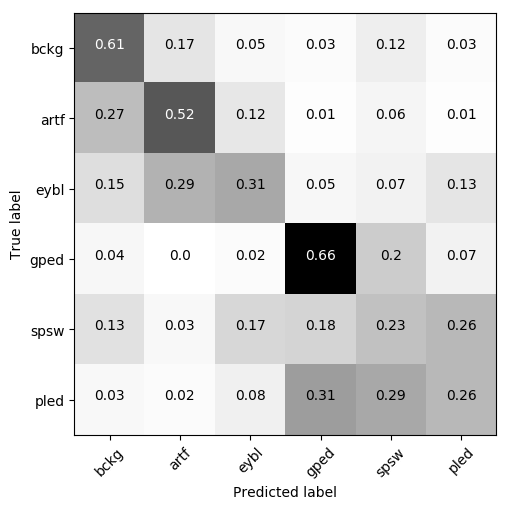 bckg 0.61 0.17 0.05 0.03 0.12 0.03
artf 0.27 0.52 0.12 0.01 0.06 0.01
eybl 0.15 0.29 0.31 0.05 0.07 0.13
gped 0.04 0.0 0.02 0.66 0.2 0.07
spsw 0.13 0.03 0.17 0.18 0.23 0.26
pled 0.03 0.02 0.08 0.31 0.29 0.26
True label
bckg artf eybl gped spsw pled
Predicted label